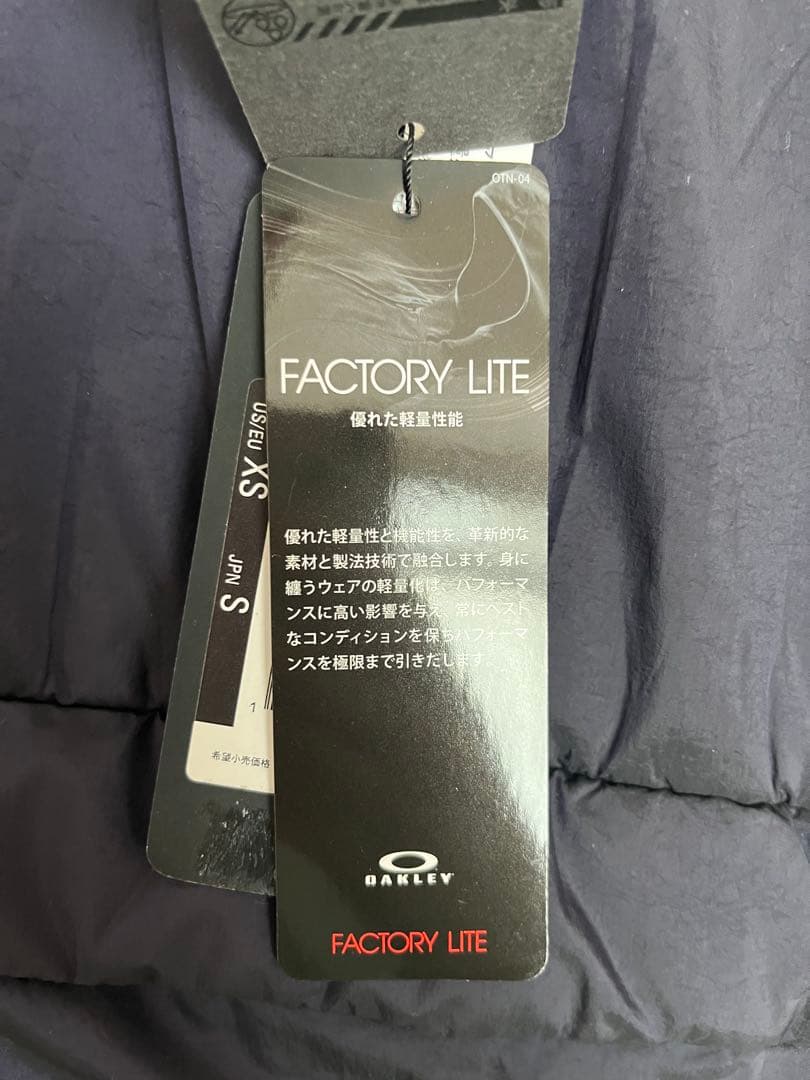 OTN-04
FACTORY LITE
優れた軽量性能
優れた軽量性と機能性を、革新的な
素材と製法技術で融合します。身に
纏うウェアの軽量化は、パフォーマ
ンスに高い影響を与え、常にベスト
なコンディションを保ちパフォーマ
ンスを極限まで引きだします。
OAKLEY
FACTORY LITE
US/EU XS
JPN S
1
希望小売価格